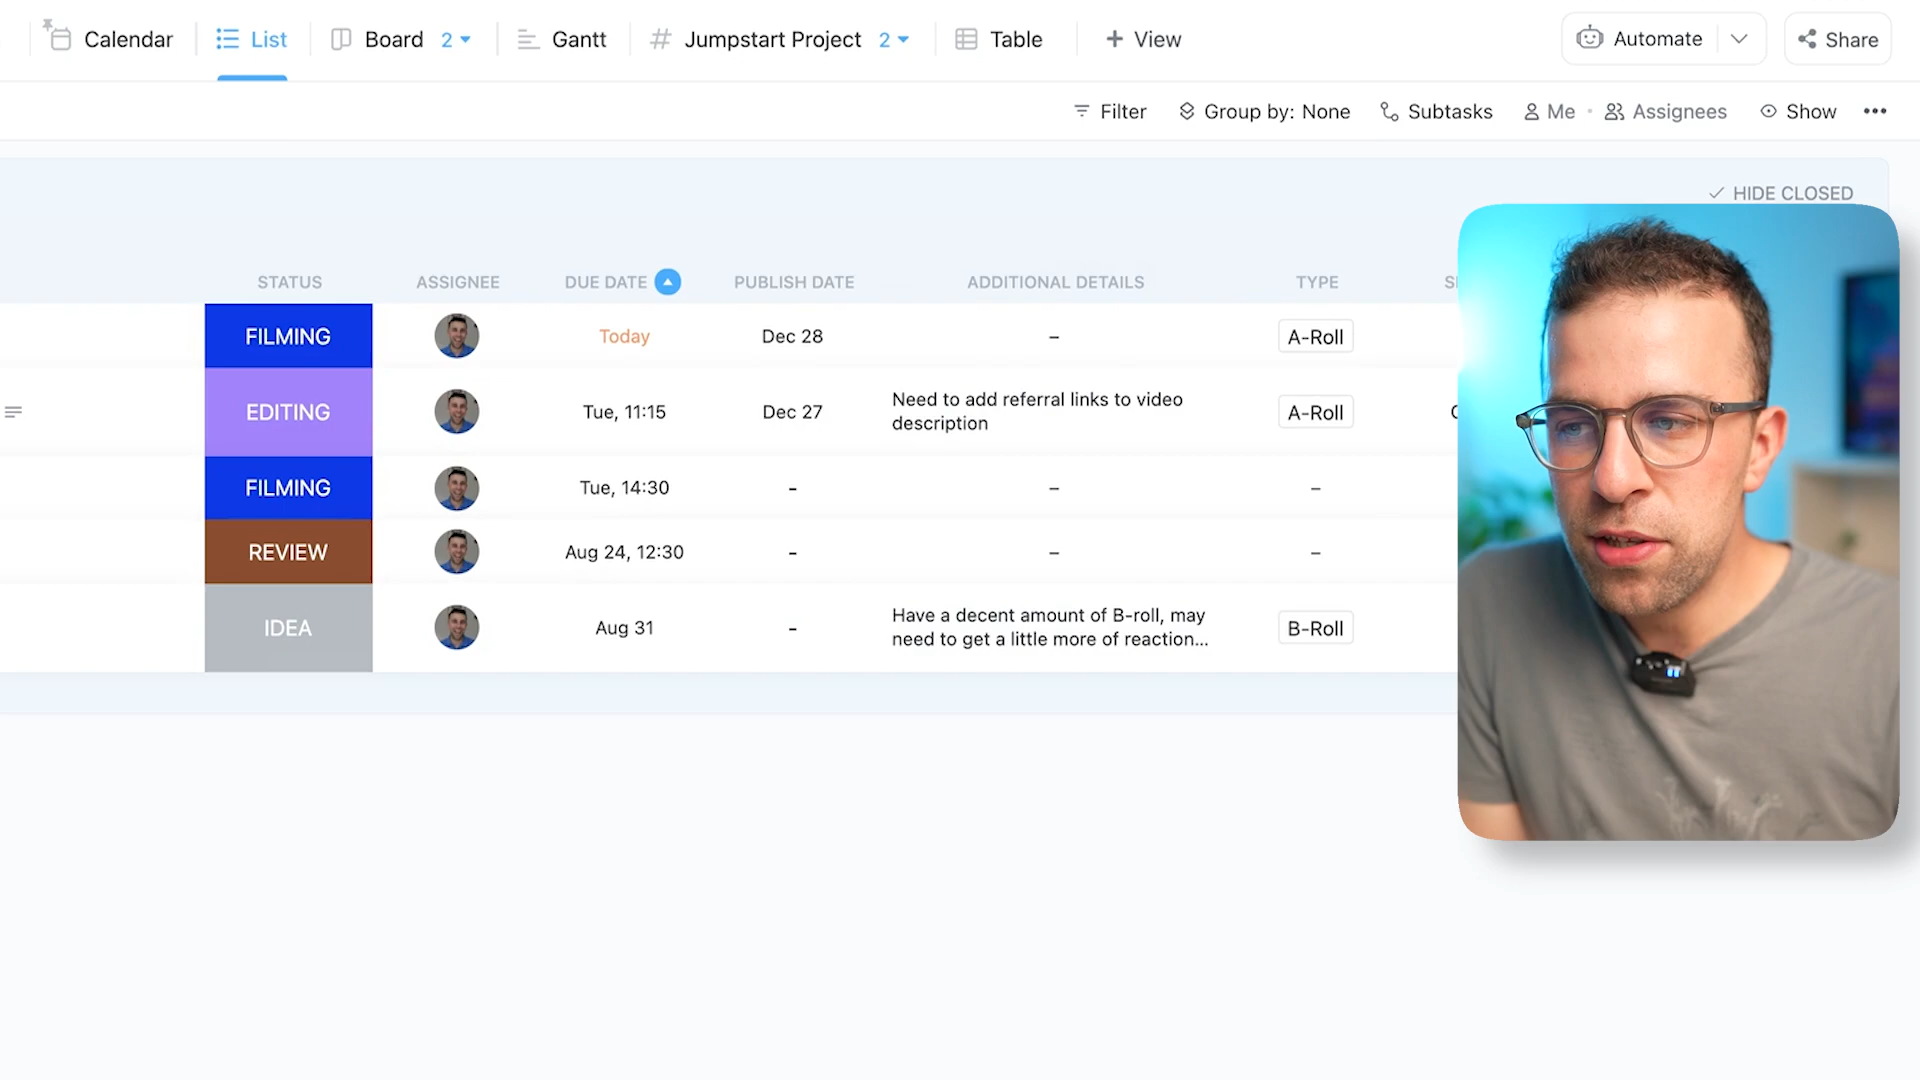 Calendar List Board 2 Gantt Jumpstart Project 2 Table + View Automate Share
Filter Group by: None Subtasks Me • Assignees Show •••
HIDE CLOSED
STATUS ASSIGNEE DUE DATE PUBLISH DATE ADDITIONAL DETAILS TYPE
FILMING Today Dec 28 – A-Roll
EDITING Tue, 11:15 Dec 27 Need to add referral links to video
description A-Roll
FILMING Tue, 14:30 - – –
REVIEW Aug 24, 12:30 - – –
IDEA Aug 31 - Have a decent amount of B-roll, may
need to get a little more of reaction... B-Roll